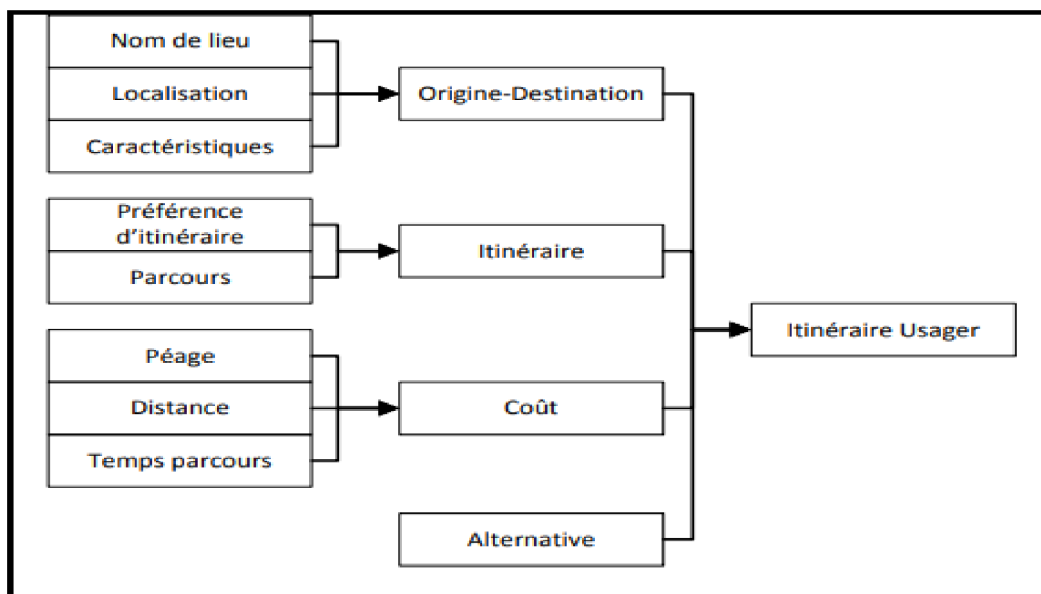 Nom de lieu
Localisation
Caractéristiques
Origine-Destination
Préférence
d’itinéraire
Parcours
Itinéraire
Péage
Distance
Temps parcours
Coût
Alternative
Itinéraire Usager